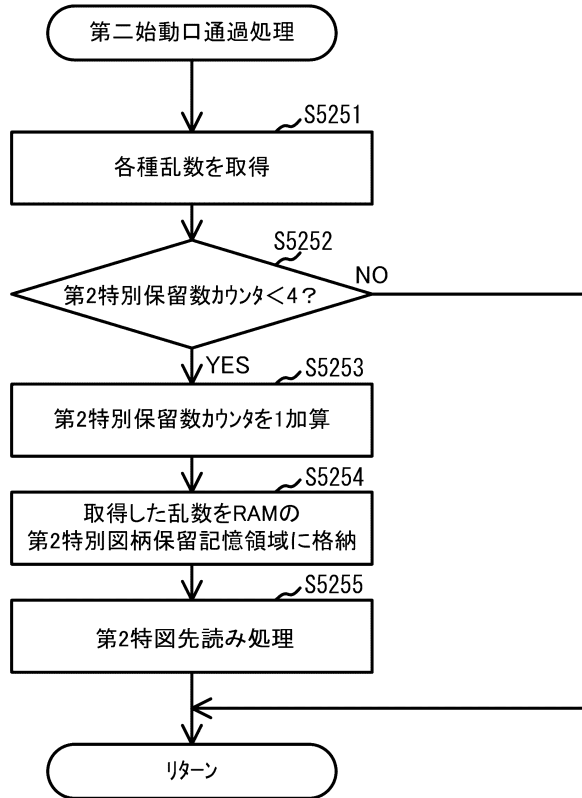 第二始動口通過処理
S5251
各種乱数を取得
S5252
第2特別保留数カウンタ<4?
NO
YES
S5253
第2特別保留数カウンタを1加算
S5254
取得した乱数をRAMの
第2特別図柄保留記憶領域に格納
S5255
第2特図先読み処理
リターン